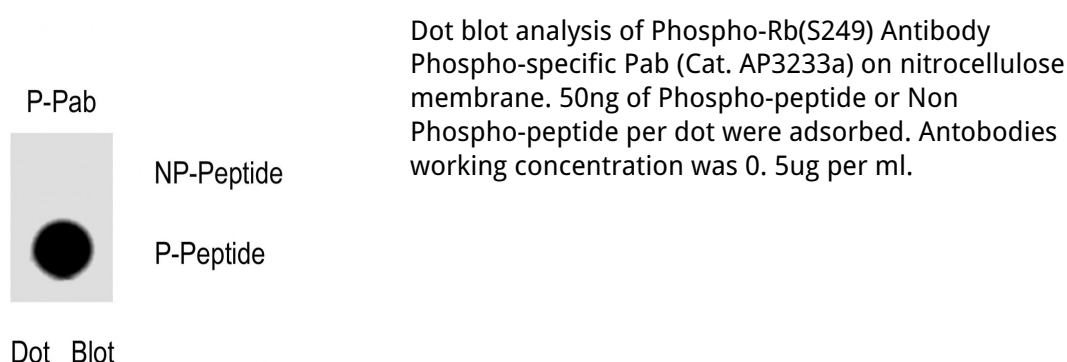 Dot blot analysis of Phospho-Rb(S249) Antibody
Phospho-specific Pab (Cat. AP3233a) on nitrocellulose
membrane. 50ng of Phospho-peptide or Non
Phospho-peptide per dot were adsorbed. Antobodies
working concentration was 0. 5ug per ml.
P-Pab
NP-Peptide
P-Peptide
Dot Blot